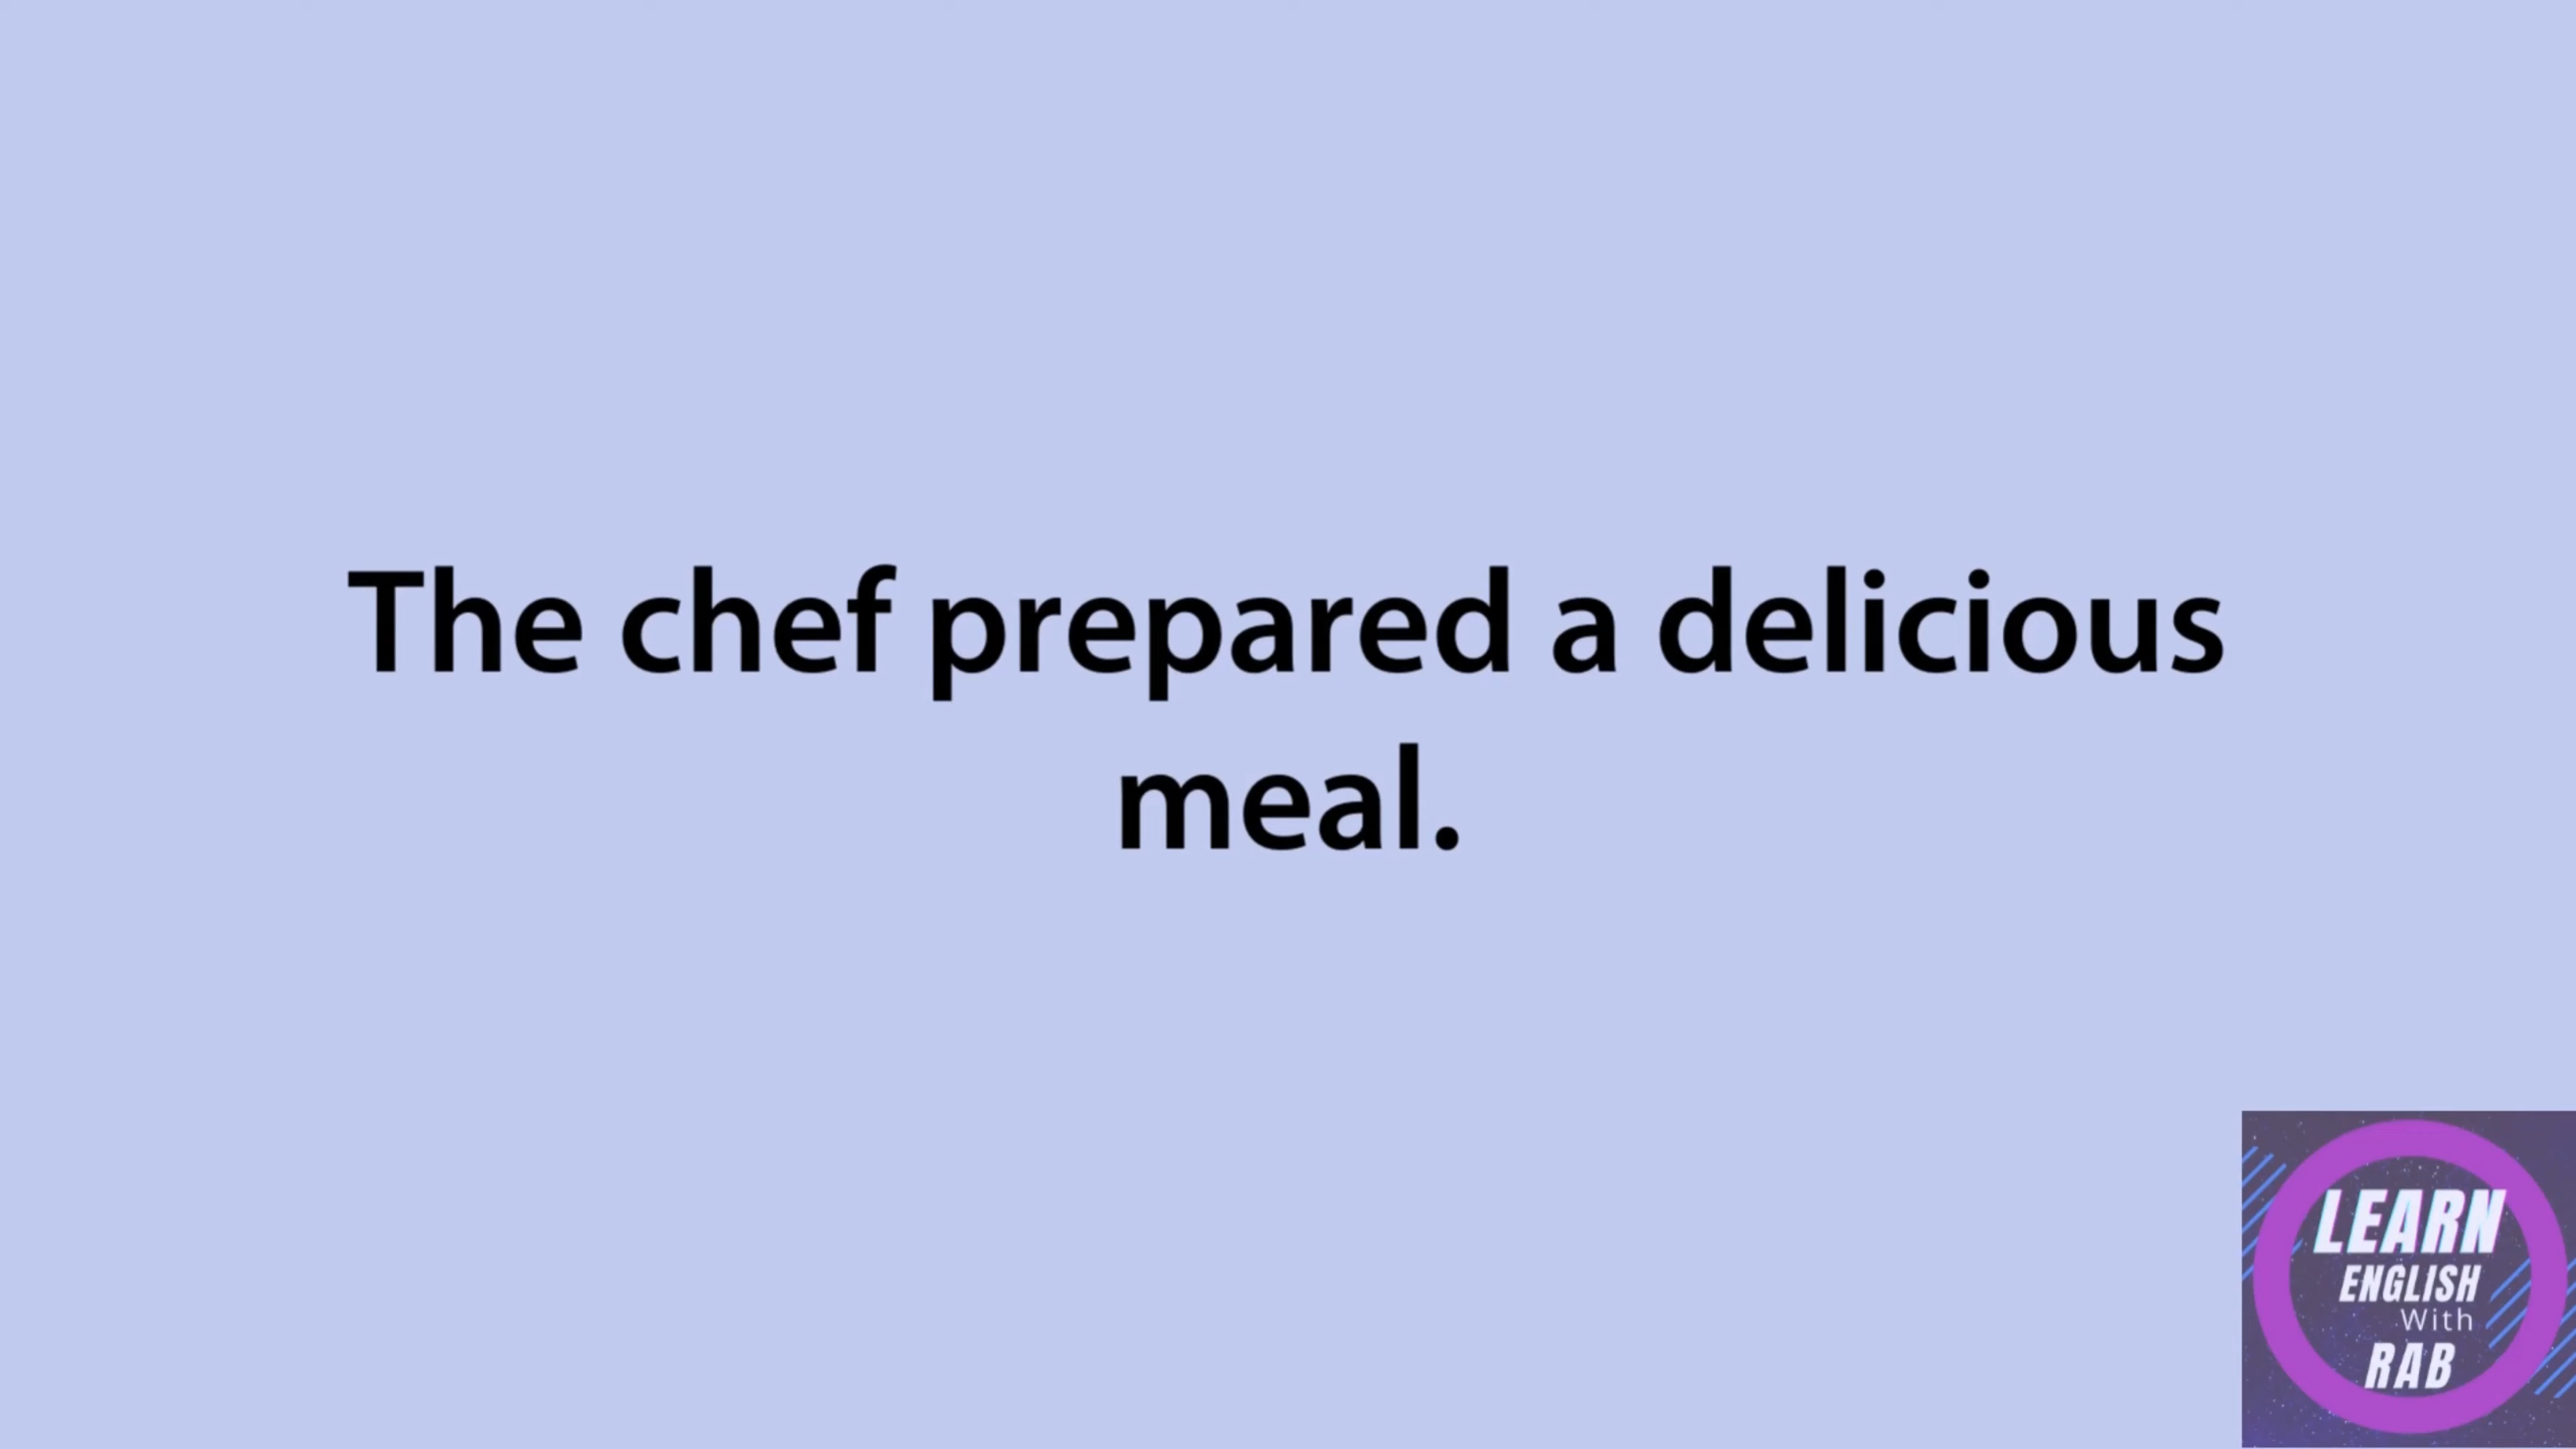 The chef prepared a delicious
meal.
LEARN
ENGLISH
With
RAB